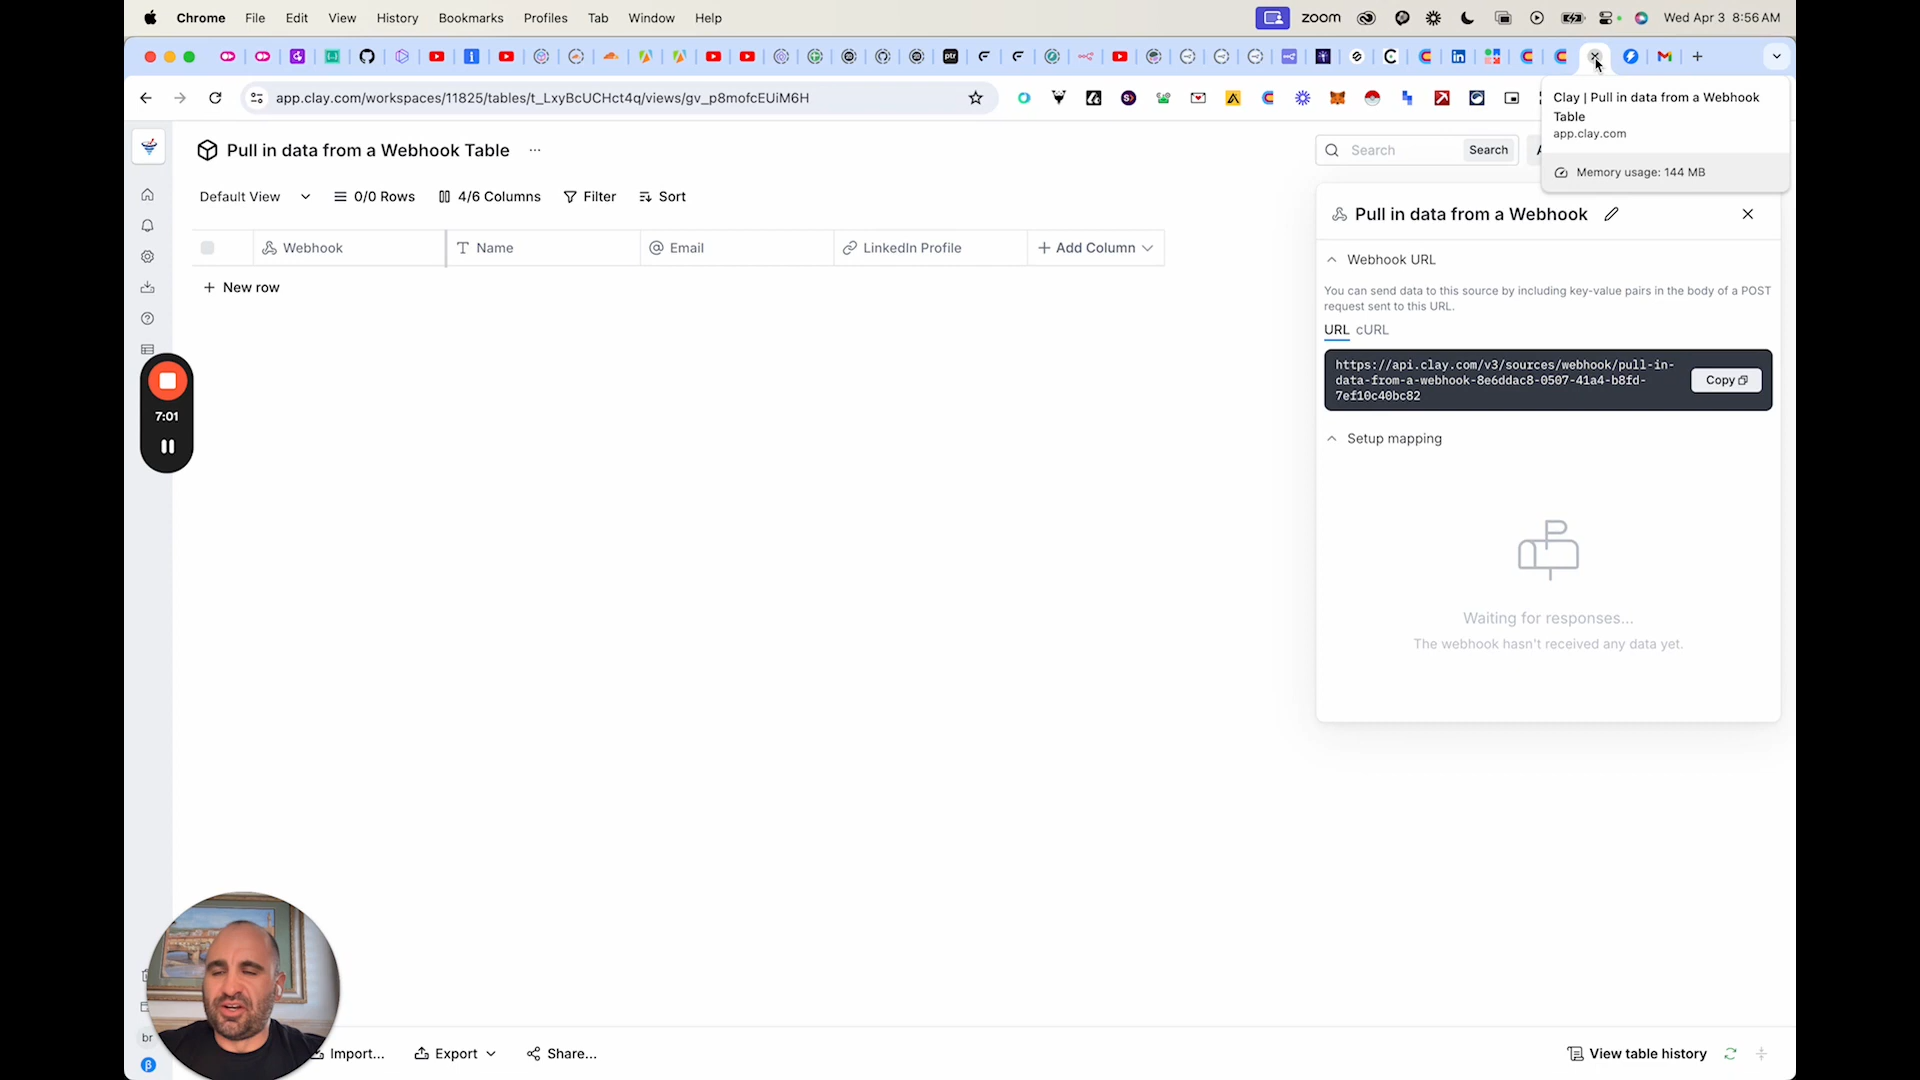 Chrome File Edit View History Bookmarks Profiles Tab Window Help
zoom Wed Apr 3 8:56 AM
ptr
app.clay.com/workspaces/11825/tables/t_LxyBcUCHct4q/views/gv_p8mofcEUiM6H
Clay | Pull in data from a Webhook
Table
app.clay.com
Memory usage: 144 MB
Pull in data from a Webhook Table
Search Search
Default View 0/0 Rows 4/6 Columns Filter Sort
Webhook Name Email LinkedIn Profile Add Column
New row
Pull in data from a Webhook
Webhook URL
You can send data to this source by including key-value pairs in the body of a POST
request sent to this URL.
URL cURL
https://api.clay.com/v3/sources/webhook/pull-in-
data-from-a-webhook-8e6ddac8-0507-41a4-b8fd-
7ef10c40bc82
Copy
Setup mapping
Waiting for responses...
The webhook hasn't received any data yet.
7:01
br
β
Import... Export Share...
View table history